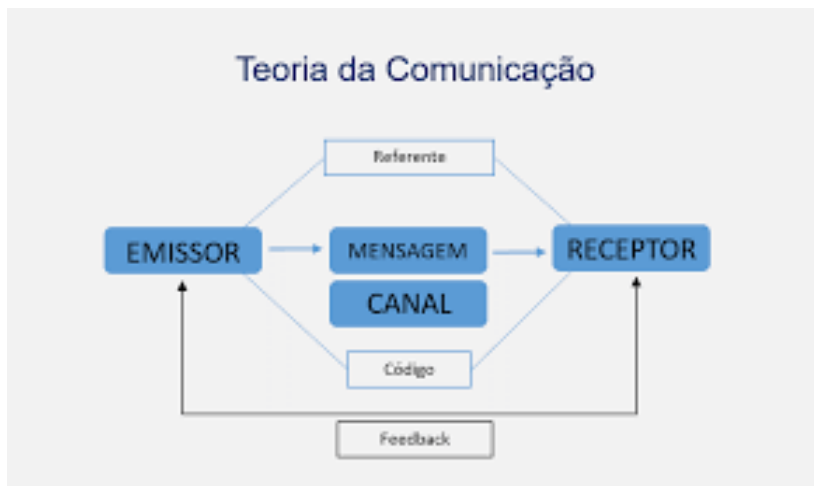 Teoria da Comunicação
Referente
EMISSOR
MENSAGEM
RECEPTOR
CANAL
Código
Feedback